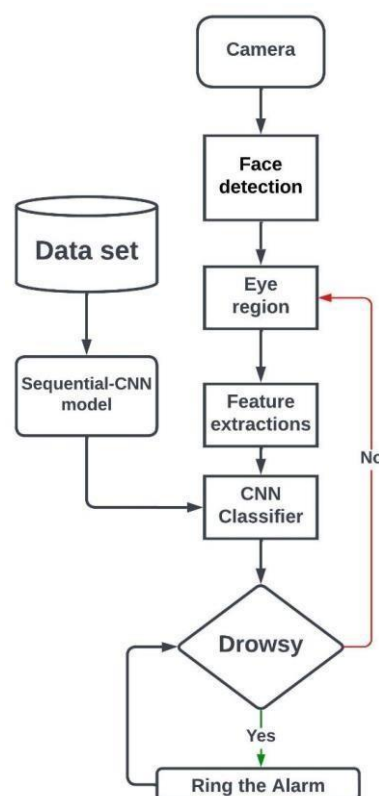 Camera
Face
detection
Data set
Eye
region
Sequential-CNN
model
Feature
extractions
No
CNN
Classifier
Drowsy
Yes
Ring the Alarm